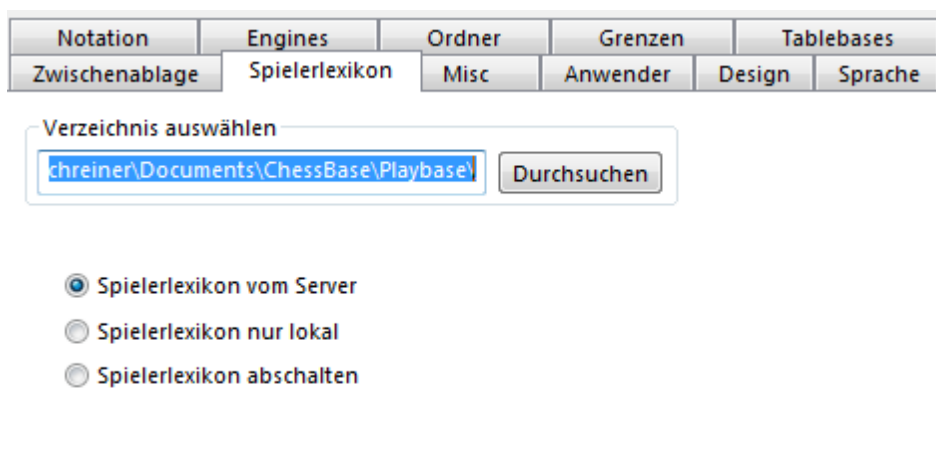 Notation Engines Ordner Grenzen Tablebases
Zwischenablage Spielerlexikon Misc Anwender Design Sprache
Verzeichnis auswählen
chreiner\Documents\ChessBase\Playbase\ Durchsuchen
Spielerlexikon vom Server
Spielerlexikon nur lokal
Spielerlexikon abschalten